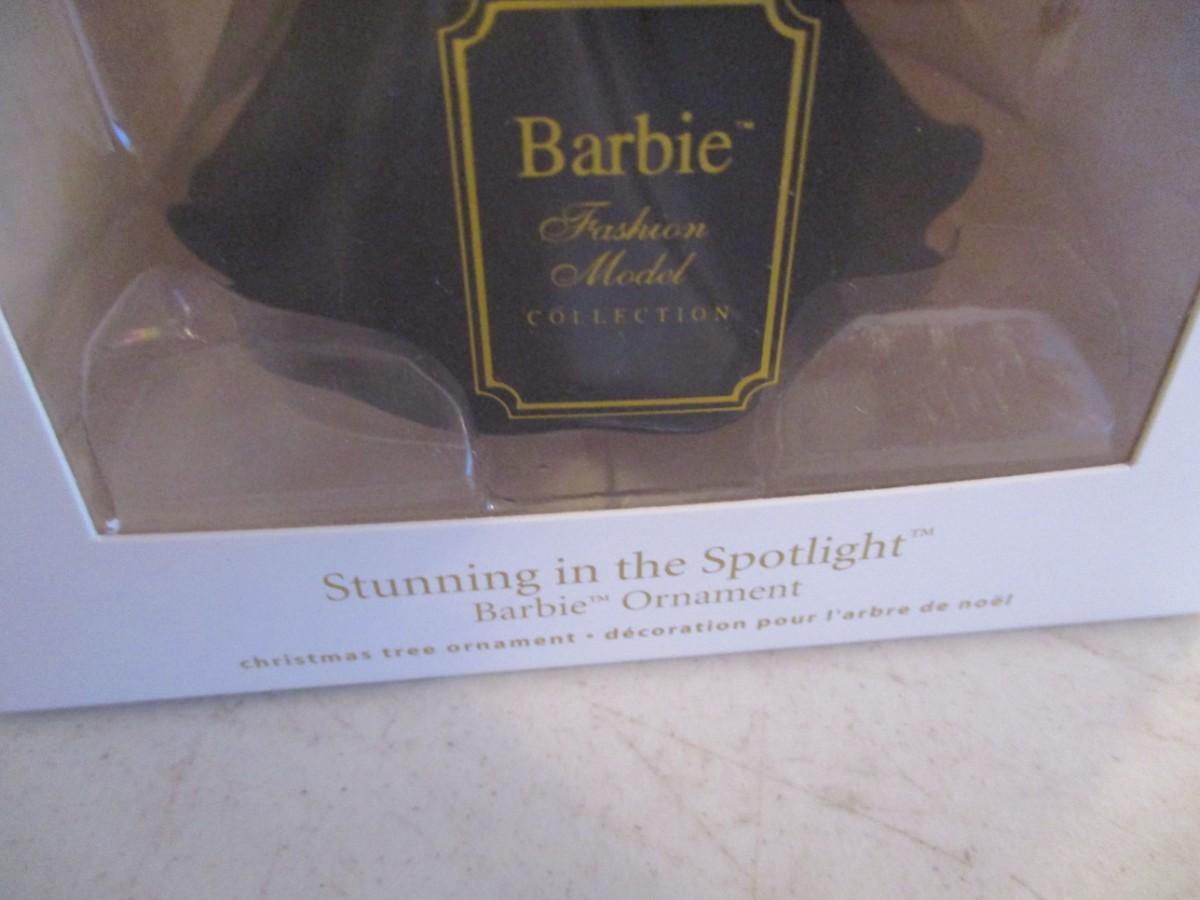 Barbie™
Fashion
Model
COLLECTION
Stunning in the Spotlight™
Barbie™ Ornament
christmas tree ornament • décoration pour l'arbre de noël